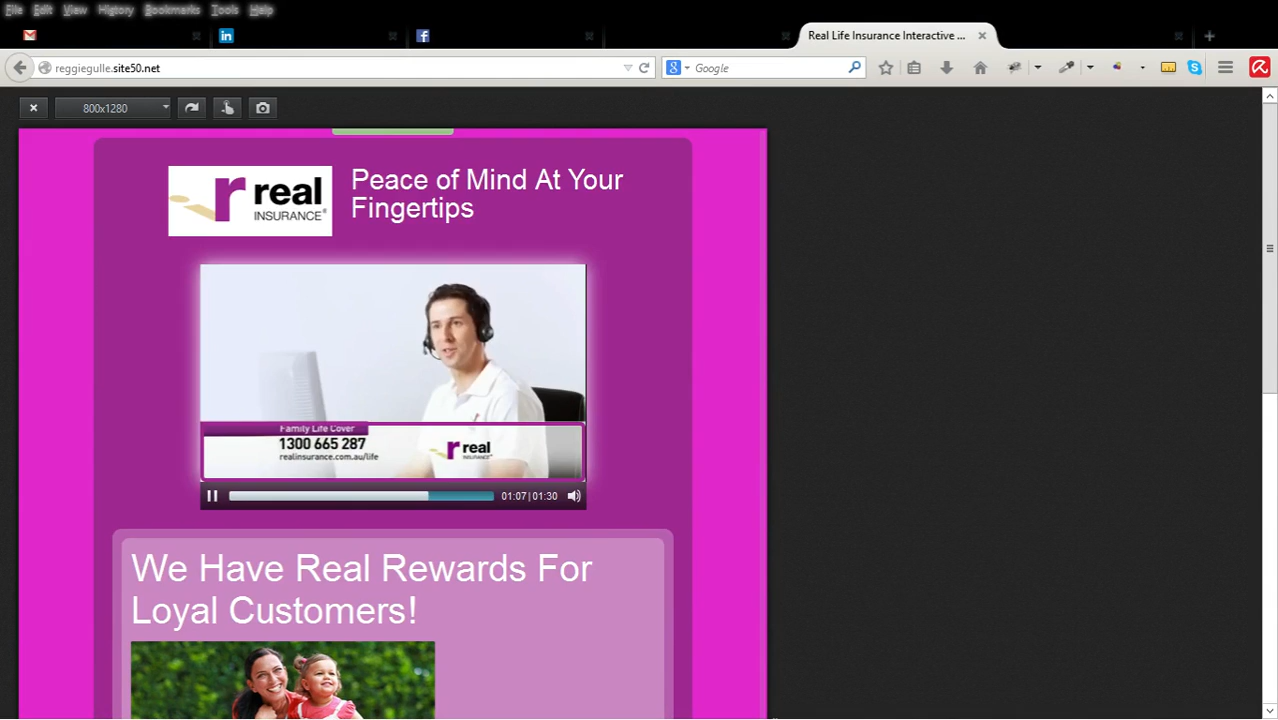 File Edit View History Bookmarks Tools Help
Real Life Insurance Interactive ...
reggiegulle.site50.net
Google
800x1280
real
INSURANCE®
Peace of Mind At Your
Fingertips
Family Life Cover
1300 665 287
realinsurance.com.au/life
real
INSURANCE
01:07|01:30
We Have Real Rewards For
Loyal Customers!